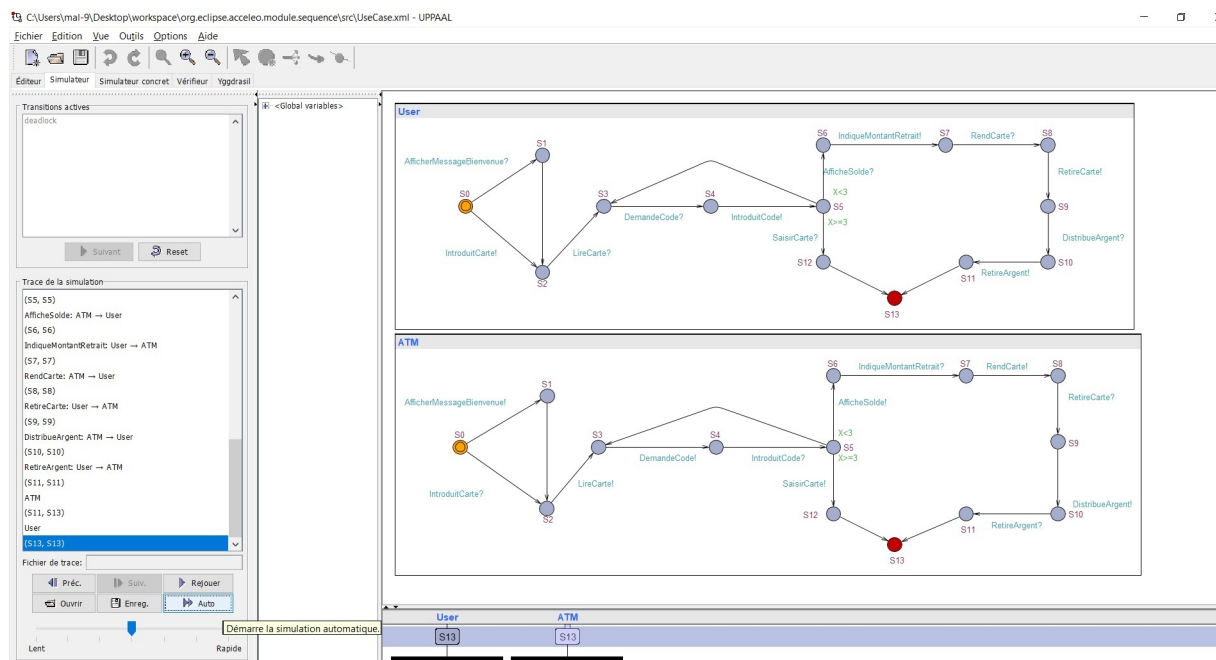 C:\Users\mal-9\Desktop\workspace\org.eclipse.acceleo.module.sequence\src\UseCase.xml - UPPAAL
Fichier Edition Vue Outils Options Aide
Éditeur Simulateur Simulateur concret Vérifieur Yggdrasil
Transitions actives
deadlock
Suivant Reset
Trace de la simulation
(S5, S5)
AfficheSolde: ATM → User
(S6, S6)
IndiqueMontantRetrait: User → ATM
(S7, S7)
RendCarte: ATM → User
(S8, S8)
RetireCarte: User → ATM
(S9, S9)
DistribueArgent: ATM → User
(S10, S10)
RetireArgent: User → ATM
(S11, S11)
ATM
(S11, S13)
User
(S13, S13)
Fichier de trace:
Préc. Suiv. Rejouer
Ouvrir Enreg. Auto
Démarre la simulation automatique.
Lent Rapide
<Global variables>
User
S6 IndiqueMontantRetrait! S7 RendCarte? S8
S1
AfficherMessageBienvenue?
AfficheSolde? RetireCarte!
S0 S3 S4 X<3
S5 S9
DemandeCode? IntroduitCode! X>=3
SaisirCarte? DistribueArgent?
IntroduitCarte! LireCarte?
S12 S10
S2 RetireArgent! S11
S13
ATM
S6 IndiqueMontantRetrait? S7 RendCarte! S8
S1
AfficherMessageBienvenue! AfficheSolde! RetireCarte?
S0 S3 S4 X<3
S5 S9
DemandeCode! IntroduitCode? X>=3
IntroduitCarte? LireCarte! SaisirCarte!
DistribueArgent!
S12 S11 S10
S2 RetireArgent?
S13
User ATM
S13 S13